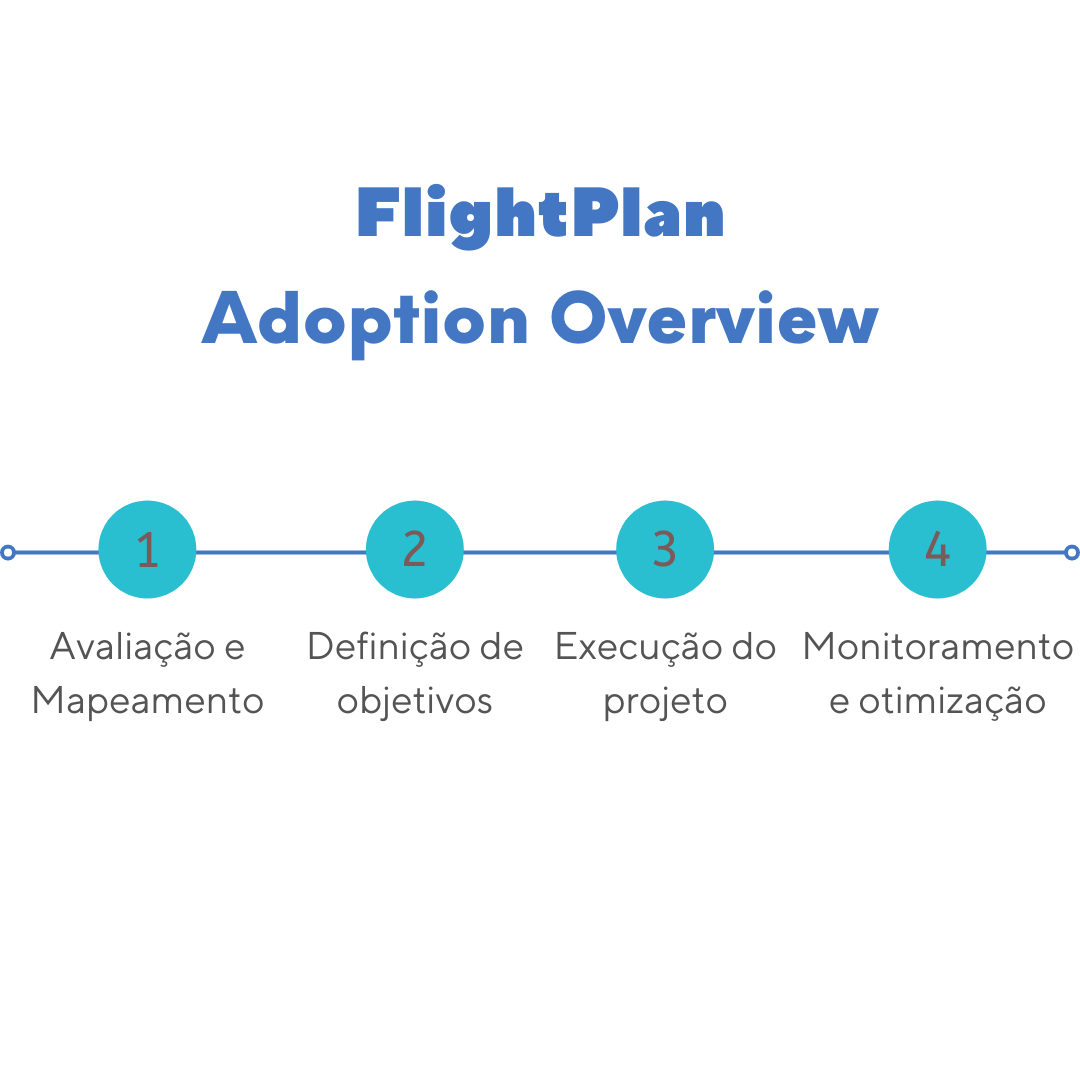 FlightPlan
Adoption Overview
1
2
3
4
Avaliação e
Mapeamento
Definição de
objetivos
Execução do
projeto
Monitoramento
e otimização